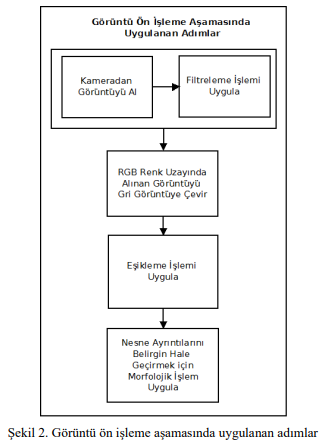 Görüntü Ön İşleme Aşamasında
Uygulanan Adımlar
Kameradan
Görüntüyü Al
Filtreleme İşlemi
Uygula
RGB Renk Uzayında
Alınan Görüntüyü
Gri Görüntüye Çevir
Eşikleme İşlemi
Uygula
Nesne Ayrıntılarını
Belirgin Hale
Geçirmek için
Morfolojik İşlem
Uygula
Şekil 2. Görüntü ön işleme aşamasında uygulanan adımlar